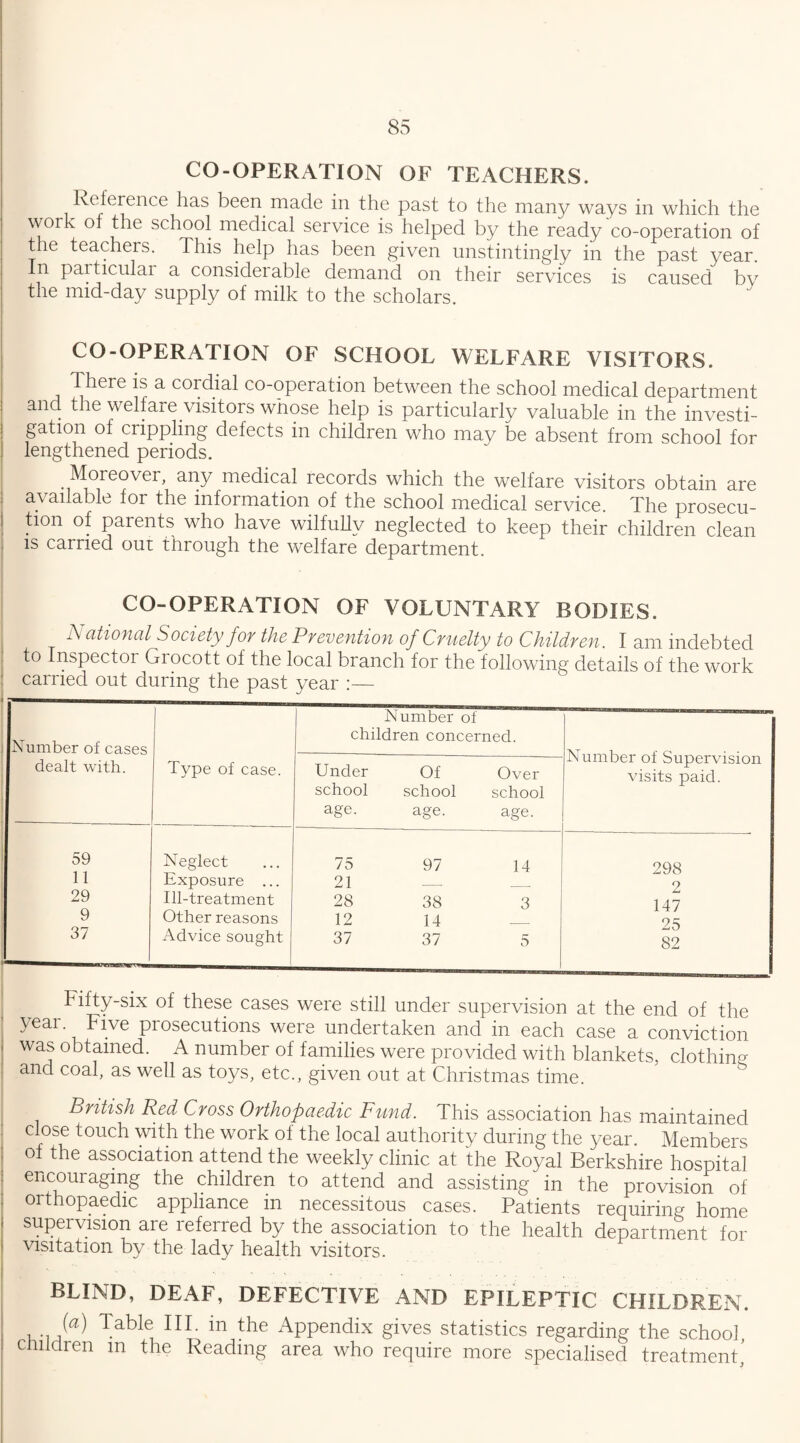 85
CO-OPERATION OF TEACHERS.
Reference has been made in the past to the many ways in which the
work of the school medical service is helped by the ready co-operation of
the teachers. This help has been given unstintingly in the past year.
In particular a considerable demand on their services is caused by
the mid-day supply of milk to the scholars.
CO-OPERATION OF SCHOOL WELFARE VISITORS.
There is a cordial co-operation between the school medical department
and the welfare visitors whose help is particularly valuable in the investi-
gation of crippling defects in children who may be absent from school for
lengthened periods.
Moreover, any medical records which the welfare visitors obtain are
available for the information of the school medical service. The prosecu-
tion of parents who have wilfully neglected to keep their children clean
is carried out through the welfare department.
CO-OPERATION OF VOLUNTARY BODIES.
National Society for the Prevention of Cruelty to Children. I am indebted
to Inspector Grocott of the local branch for the following details of the work
carried out during the past year :—
Number of cases dealt with. Type of case. Number of children concerned. Number of Supervision visits paid.
Under school age. Of school age. Over school age.
59 Neglect ... 75 97 14 298
11 Exposure ... 21 — — 2
29 Ill-treatment 28 38 3 147
9 Other reasons 12 14 — 25
37 Advice sought 37 37 5 82
Fifty-six of these cases were still under supervision at the end of the
year. Five prosecutions were undertaken and in each case a conviction
was obtained. A number of families were provided with blankets, clothing
and coal, as well as toys, etc., given out at Christmas time.
British Red Cross Orthopaedic Fund. This association has maintained
close touch with the work of the local authority during the year. Members
of the association attend the weekly clinic at the Royal Berkshire hospital
encouraging the children to attend and assisting in the provision of
orthopaedic appliance in necessitous cases. Patients requiring home
supervision are referred by the association to the health department for
visitation by the lady health visitors.
BLIND, DEAF, DEFECTIVE AND EPILEPTIC CHILDREN.
(a) Table III. in the Appendix gives statistics regarding the school,
children in the Reading area who require more specialised treatment,